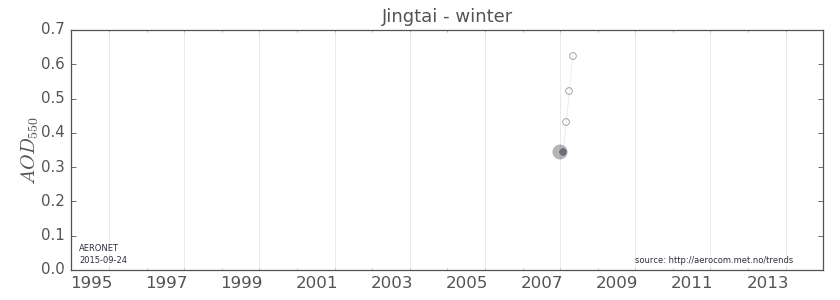 Jingtai - winter
0.7
0.6
0.5
0.4
0.3
0.2
0.1
0.0
AOD550
AERONET
2015-09-24
source: http://aerocom.met.no/trends
1995 1997 1999 2001 2003 2005 2007 2009 2011 2013